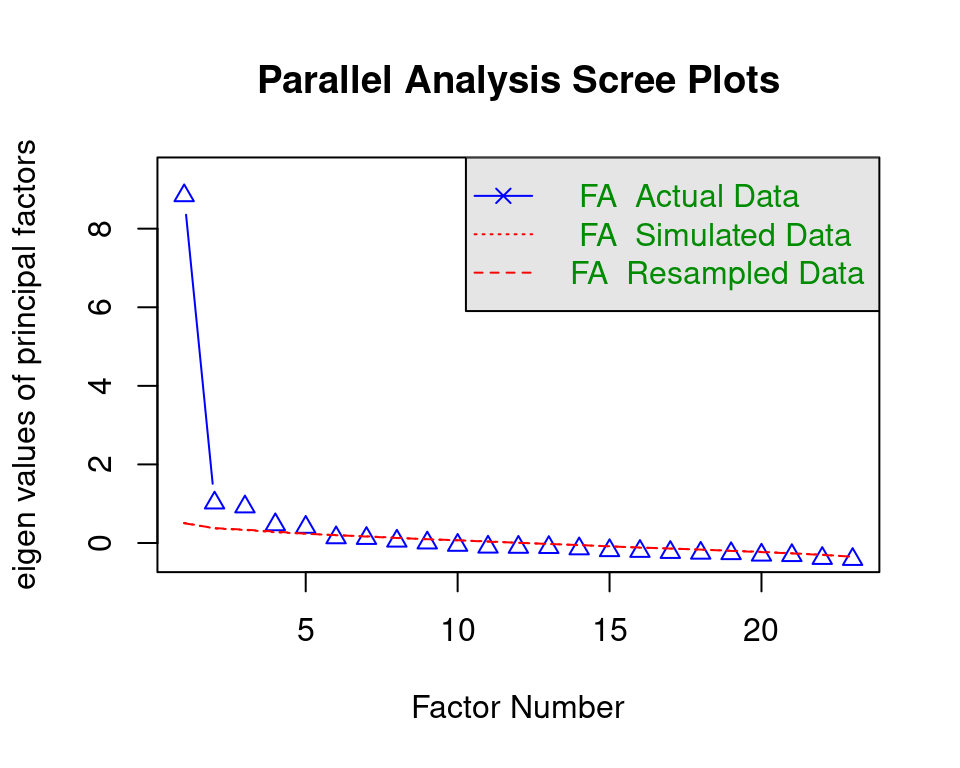 Parallel Analysis Scree Plots
eigen values of principal factors
8
6
4
2
0
FA Actual Data
FA Simulated Data
FA Resampled Data
5 10 15 20
Factor Number